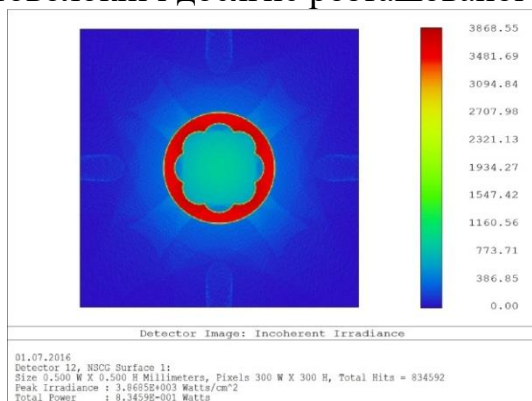 3868.55
3481.69
3094.84
2707.98
2321.13
1934.27
1547.42
1160.56
773.71
386.85
0.00
Detector Image: Incoherent Irradiance
01.07.2016
Detector 12, NSCG Surface 1:
Size 0.500 W X 0.500 H Millimeters, Pixels 300 W X 300 H, Total Hits = 834592
Peak Irradiance : 3.8685E+003 Watts/cm^2
Total Power : 8.3459E-001 Watts